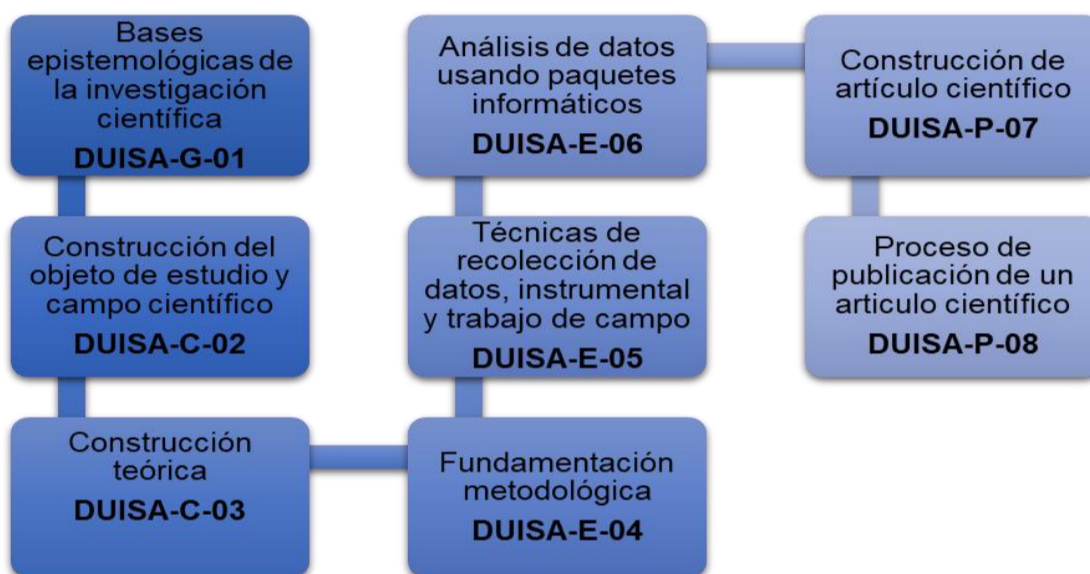 Bases
epistemológicas de
la investigación
científica
DUISA-G-01
Construcción del
objeto de estudio y
campo científico
DUISA-C-02
Construcción
teórica
DUISA-C-03
Fundamentación
metodológica
DUISA-E-04
Técnicas de
recolección de
datos, instrumental
y trabajo de campo
DUISA-E-05
Análisis de datos
usando paquetes
informáticos
DUISA-E-06
Construcción de
artículo científico
DUISA-P-07
Proceso de
publicación de un
articulo científico
DUISA-P-08